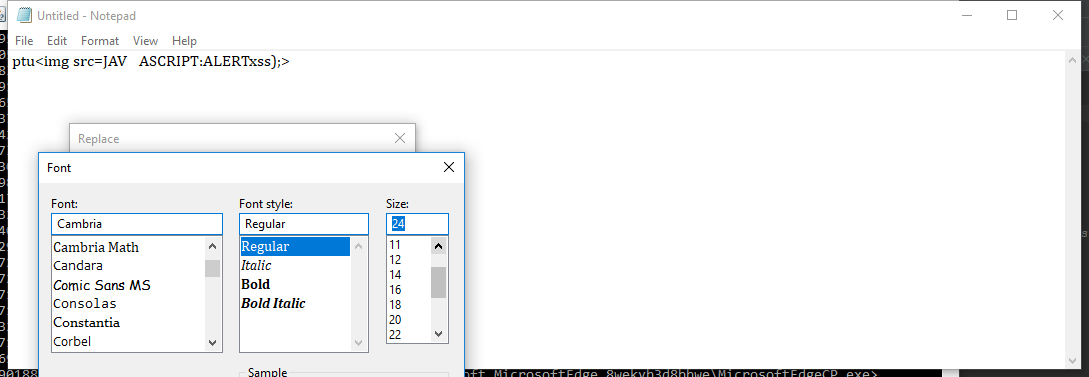 Untitled - Notepad
File Edit Format View Help
ptu<img src=JAV ASCRIPT:ALERTxss);>
Replace
Font
Font: Font style: Size:
Cambria Regular 24
Cambria Math Regular 11
Candara Italic 12
Comic Sans MS Bold 14
Consolas Bold Italic 16
Constantia 18
Corbel 20
22
Sample
90188 soft.MicrosoftEdge_8wekyb3d8bbwe\MicrosoftEdgeCP.exe>